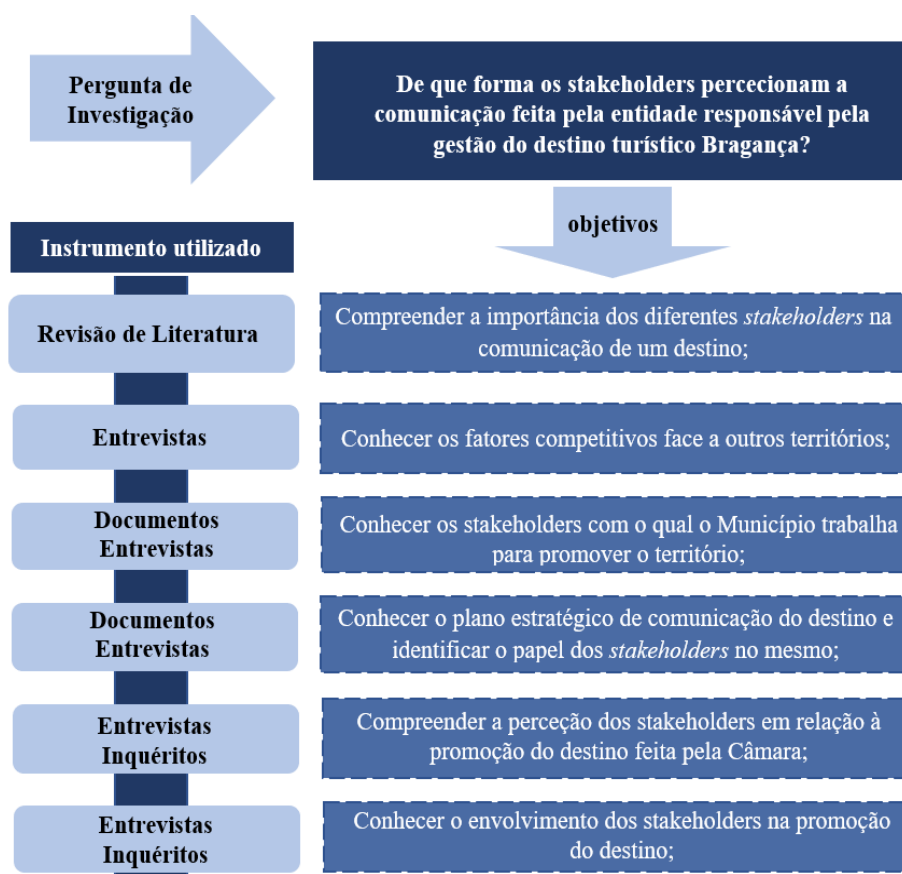 Pergunta de
Investigação
De que forma os stakeholders percecionam a
comunicação feita pela entidade responsável pela
gestão do destino turístico Bragança?
objetivos
Instrumento utilizado
Revisão de Literatura
Compreender a importância dos diferentes stakeholders na
comunicação de um destino;
Entrevistas
Conhecer os fatores competitivos face a outros territórios;
Documentos
Entrevistas
Conhecer os stakeholders com o qual o Município trabalha
para promover o território;
Documentos
Entrevistas
Conhecer o plano estratégico de comunicação do destino e
identificar o papel dos stakeholders no mesmo;
Entrevistas
Inquéritos
Compreender a perceção dos stakeholders em relação à
promoção do destino feita pela Câmara;
Entrevistas
Inquéritos
Conhecer o envolvimento dos stakeholders na promoção
do destino;